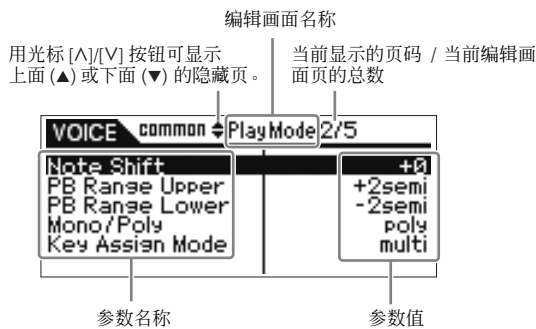 编辑画面名称
用光标 [∧]/[∨] 按钮可显示
上面 (▲) 或下面 (▼) 的隐藏页。
当前显示的页码 / 当前编辑画
面页的总数
VOICE common PlayMode 2/5
Note Shift +0
PB Range Upper +2semi
PB Range Lower -2semi
Mono/Poly poly
Key Assign Mode multi
参数名称 参数值